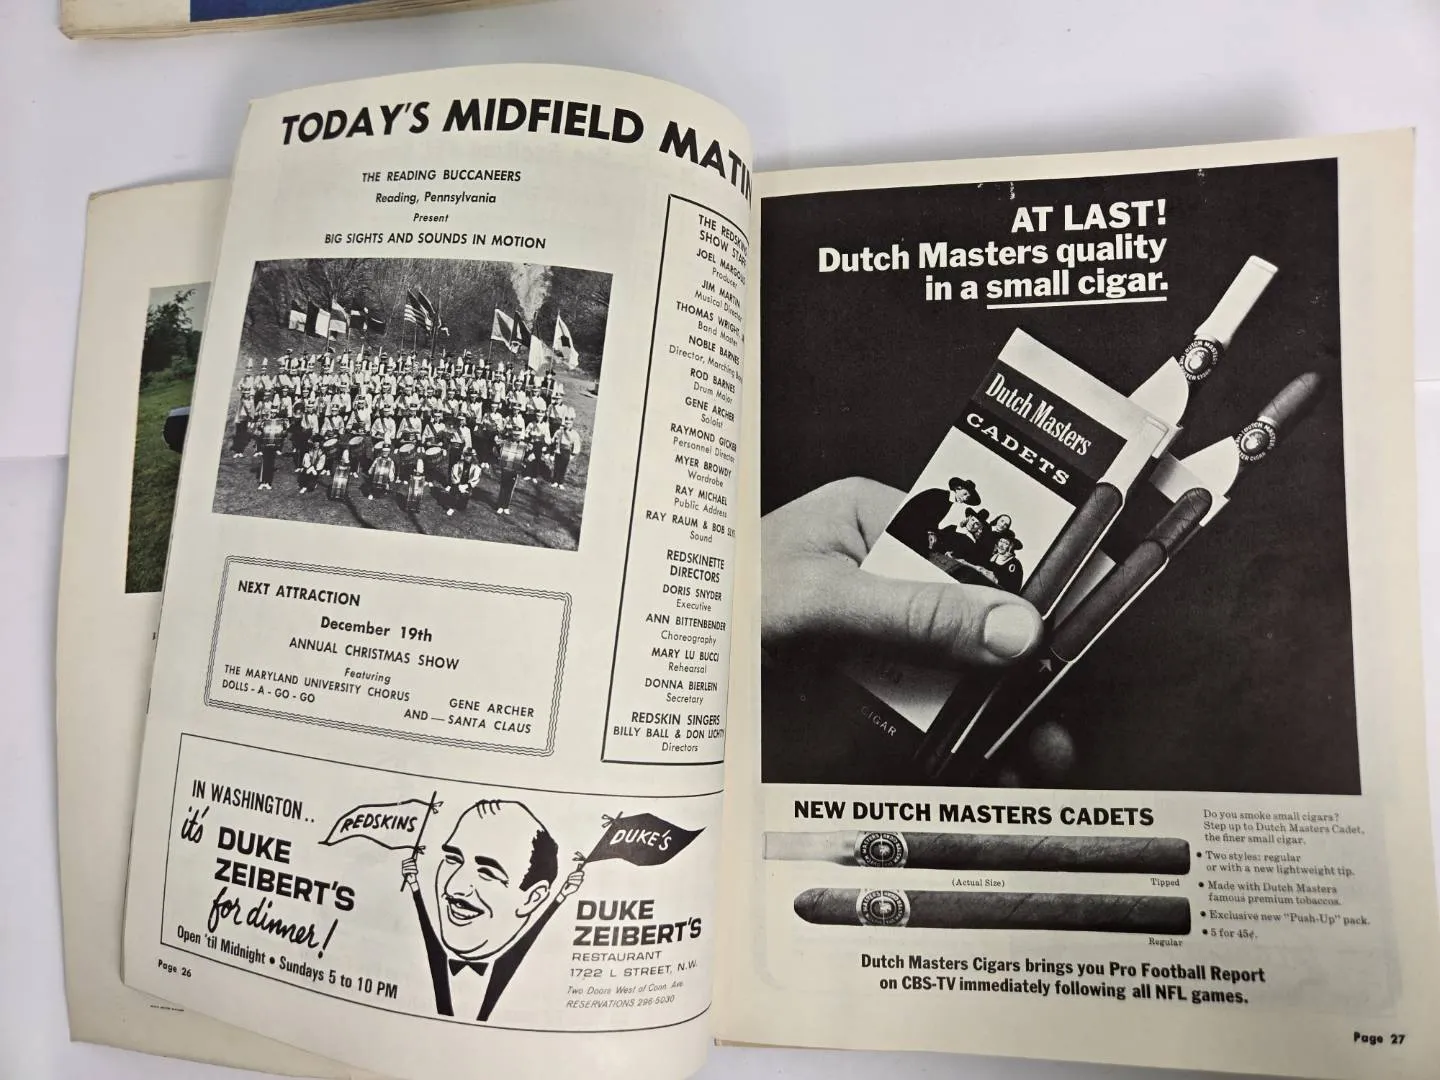 TODAY'S MIDFIELD
THE READING BUCCANEERS
Reading, Pennsylvania
Present
BIG SIGHTS AND SOUNDS IN MOTION
NEXT ATTRACTION
December 19th
ANNUAL CHRISTMAS SHOW
Featuring
THE MARYLAND UNIVERSITY CHORUS
GENE ARCHER
DOLLS - A - GO - GO
AND — SANTA CLAUS
THE
SHOW
JOEL
Producer
JIM MARTIN
Musical
THOMAS WRIGHT,
Band Master
NOBLE BARNES
Director, Marching
ROD BARNES
Drum Major
GENE ARCHER
Soloist
RAYMOND
Personnel
MYER BROWDY
Wardrobe
RAY MICHAEL
Public Address
RAY RAUM & BOB
Sound
REDSKINETTE
DIRECTORS
DORIS SNYDER
Executive
ANN BITTENBENDER
Choreography
MARY LU BUCCI
Rehearsal
DONNA BIERLEIN
Secretary
REDSKIN SINGERS
BILLY BALL & DON
Directors
IN WASHINGTON..
it's DUKE
ZEIBERT'S
for dinner!
Open 'til Midnight • Sundays 5 to 10 PM
REDSKINS
DUKE'S
DUKE
ZEIBERT'S
RESTAURANT
1722 L STREET, N.W.
Two Doors West of Conn. Ave.
RESERVATIONS 296-5030
Page 26
AT LAST!
Dutch Masters quality
in a small cigar.
Dutch Masters
CADETS
CIGAR
NEW DUTCH MASTERS CADETS
(Actual Size)
Tipped
Regular
Do you smoke small cigars?
Step up to Dutch Masters Cadet,
the finer small cigar.
• Two styles: regular
or with a new lightweight tip.
• Made with Dutch Masters
famous premium tobaccos.
• Exclusive new "Push-Up" pack.
• 5 for 45¢.
Dutch Masters Cigars brings you Pro Football Report
on CBS-TV immediately following all NFL games.
Page 27